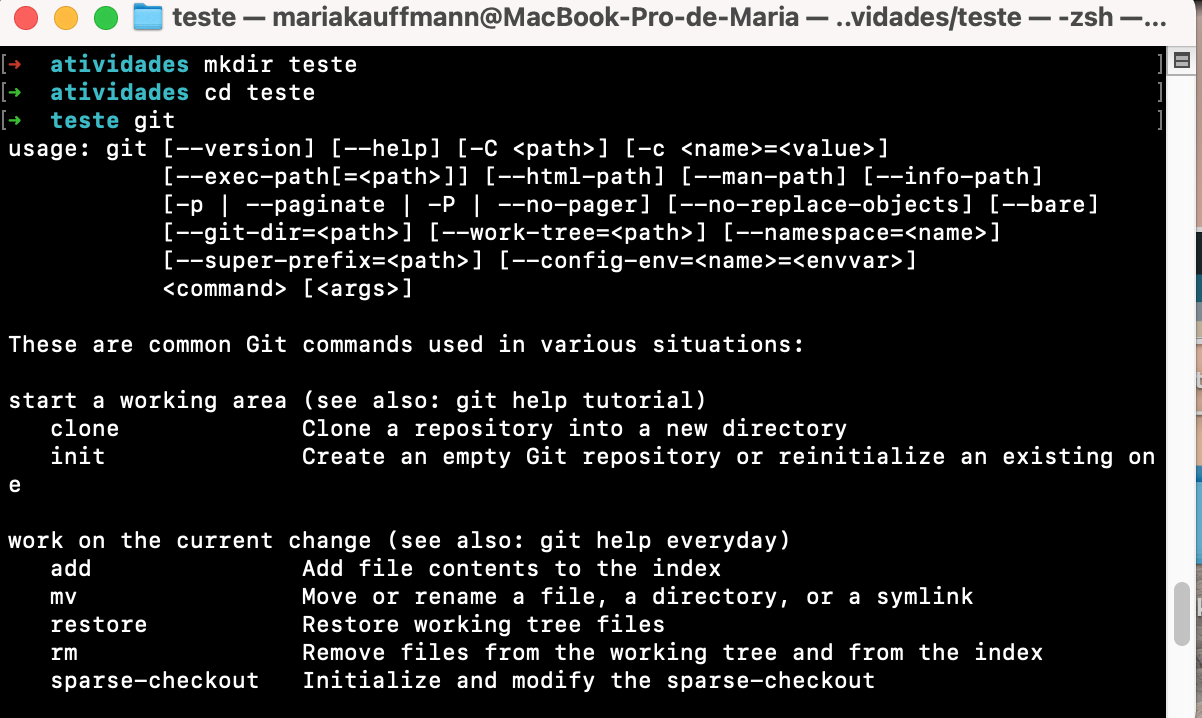 teste — mariakauffmann@MacBook-Pro-de-Maria — ..vidades/teste — -zsh —...
[➜  atividades mkdir teste ]
[➜  atividades cd teste ]
[➜  teste git ]
usage: git [--version] [--help] [-C <path>] [-c <name>=<value>]
           [--exec-path[=<path>]] [--html-path] [--man-path] [--info-path]
           [-p | --paginate | -P | --no-pager] [--no-replace-objects] [--bare]
           [--git-dir=<path>] [--work-tree=<path>] [--namespace=<name>]
           [--super-prefix=<path>] [--config-env=<name>=<envvar>]
           <command> [<args>]

These are common Git commands used in various situations:

start a working area (see also: git help tutorial)
   clone             Clone a repository into a new directory
   init              Create an empty Git repository or reinitialize an existing on
e

work on the current change (see also: git help everyday)
   add               Add file contents to the index
   mv                Move or rename a file, a directory, or a symlink
   restore           Restore working tree files
   rm                Remove files from the working tree and from the index
   sparse-checkout   Initialize and modify the sparse-checkout